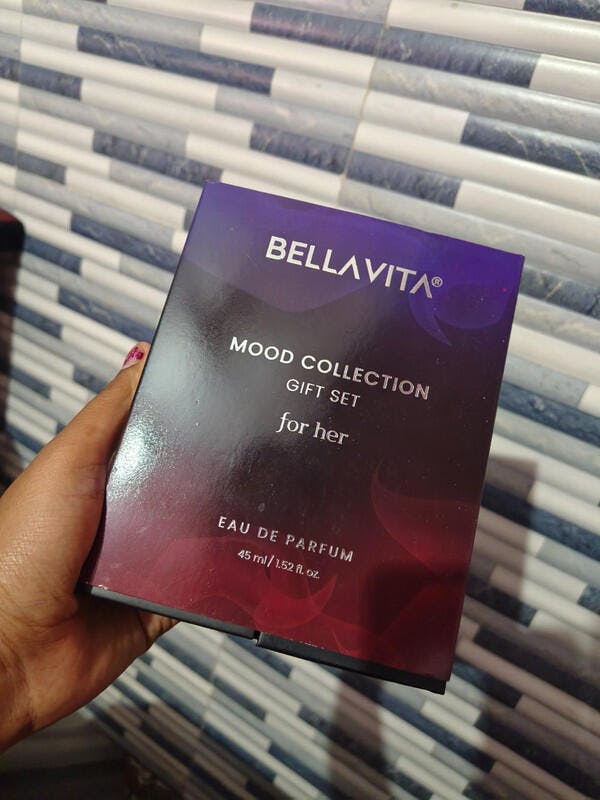 BELLAVITA®
MOOD COLLECTION
GIFT SET
for her
EAU DE PARFUM
45 ml / 1.52 fl. oz.